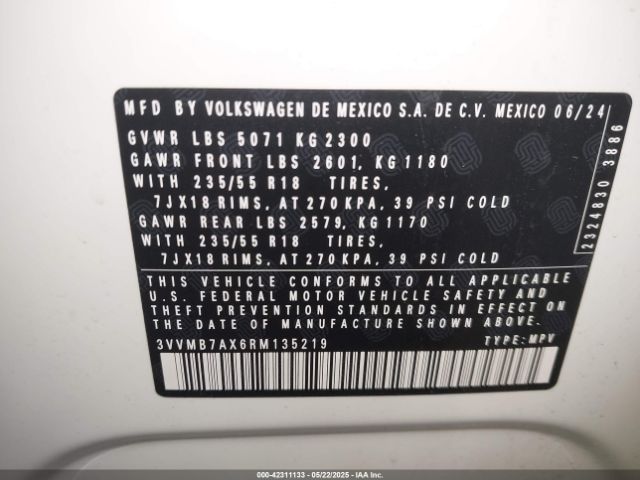 MFD BY VOLKSWAGEN DE MEXICO S.A. DE C.V. MEXICO 06/24
GVWR LBS 5071 KG 2300
GAWR FRONT LBS 2601, KG 1180
WITH 235/55 R18 TIRES,
7JX18 RIMS, AT 270 KPA, 39 PSI COLD
GAWR REAR LBS 2579, KG 1170
WITH 235/55 R18 TIRES,
7JX18 RIMS, AT 270 KPA, 39 PSI COLD
2324830 3886
THIS VEHICLE CONFORMS TO ALL APPLICABLE
U.S. FEDERAL MOTOR VEHICLE SAFETY AND
THEFT PREVENTION STANDARDS IN EFFECT ON
THE DATE OF MANUFACTURE SHOWN ABOVE.
3VVMB7AX6RM135219 TYPE: MPV
000-42311133 - 05/22/2025 - IAAI.com